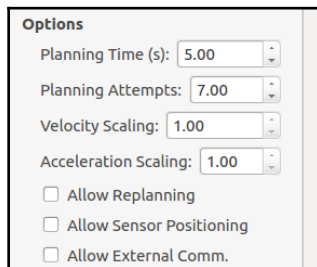 Options
Planning Time (s): 5.00
Planning Attempts: 7.00
Velocity Scaling: 1.00
Acceleration Scaling: 1.00
Allow Replanning
Allow Sensor Positioning
Allow External Comm.